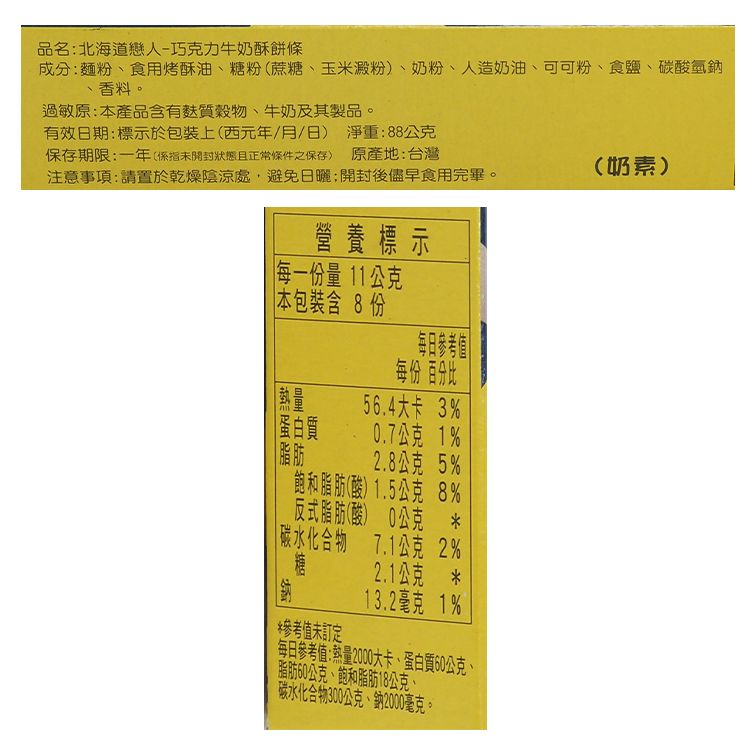 品名:北海道戀人-巧克力牛奶酥餅條
成分:麵粉、食用烤酥油、糖粉(蔗糖、玉米澱粉)、奶粉、人造奶油、可可粉、食鹽、碳酸氫鈉
、香料。
過敏原:本產品含有麩質穀物、牛奶及其製品。
有效日期:標示於包裝上(西元年/月/日) 淨重:88公克
保存期限:一年(係指未開封狀態且正常條件之保存) 原產地:台灣
注意事項:請置於乾燥陰涼處,避免日曬;開封後儘早食用完畢。
(奶素)
營養標示
每一份量 11公克
本包裝含 8份
每日參考值
每份 百分比
熱量 56.4大卡 3%
蛋白質 0.7公克 1%
脂肪 2.8公克 5%
飽和脂肪(酸) 1.5公克 8%
反式脂肪(酸) 0公克 *
碳水化合物 7.1公克 2%
糖 2.1公克 *
鈉 13.2毫克 1%
*參考值未訂定
每日參考值:熱量2000大卡、蛋白質60公克、
脂肪60公克、飽和脂肪18公克、
碳水化合物300公克、鈉2000毫克。